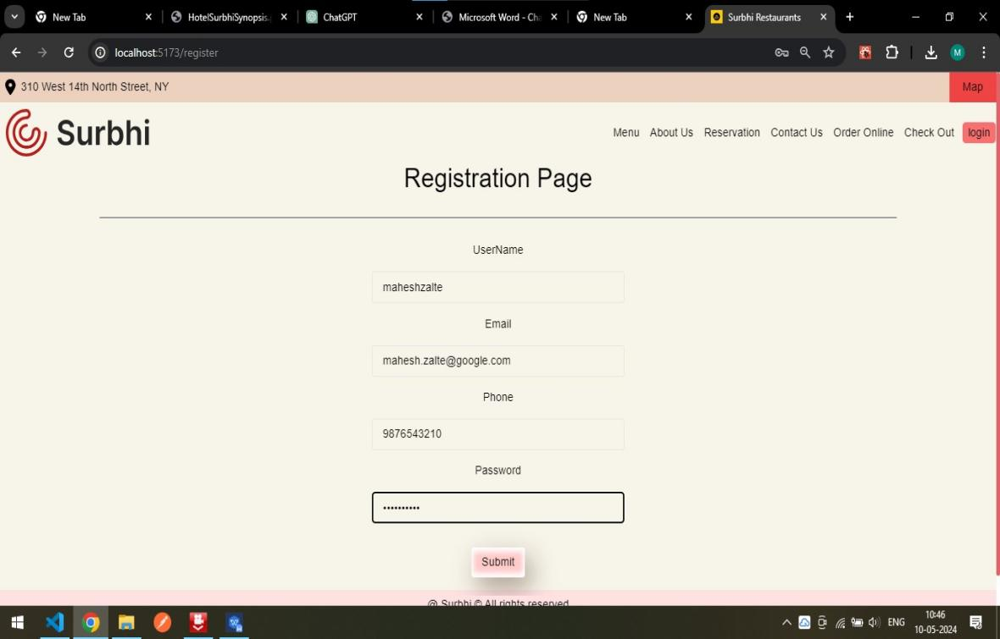 New Tab
HotelSurbhiSynopsis.
ChatGPT
Microsoft Word - Cha
New Tab
Surbhi Restaurants
localhost:5173/register
M
310 West 14th North Street, NY
Map
Surbhi
Menu About Us Reservation Contact Us Order Online Check Out login
Registration Page
UserName
maheshzalte
Email
mahesh.zalte@google.com
Phone
9876543210
Password
••••••••••
Submit
@ Surbhi © All rights reserved
ENG
10:46
10-05-2024